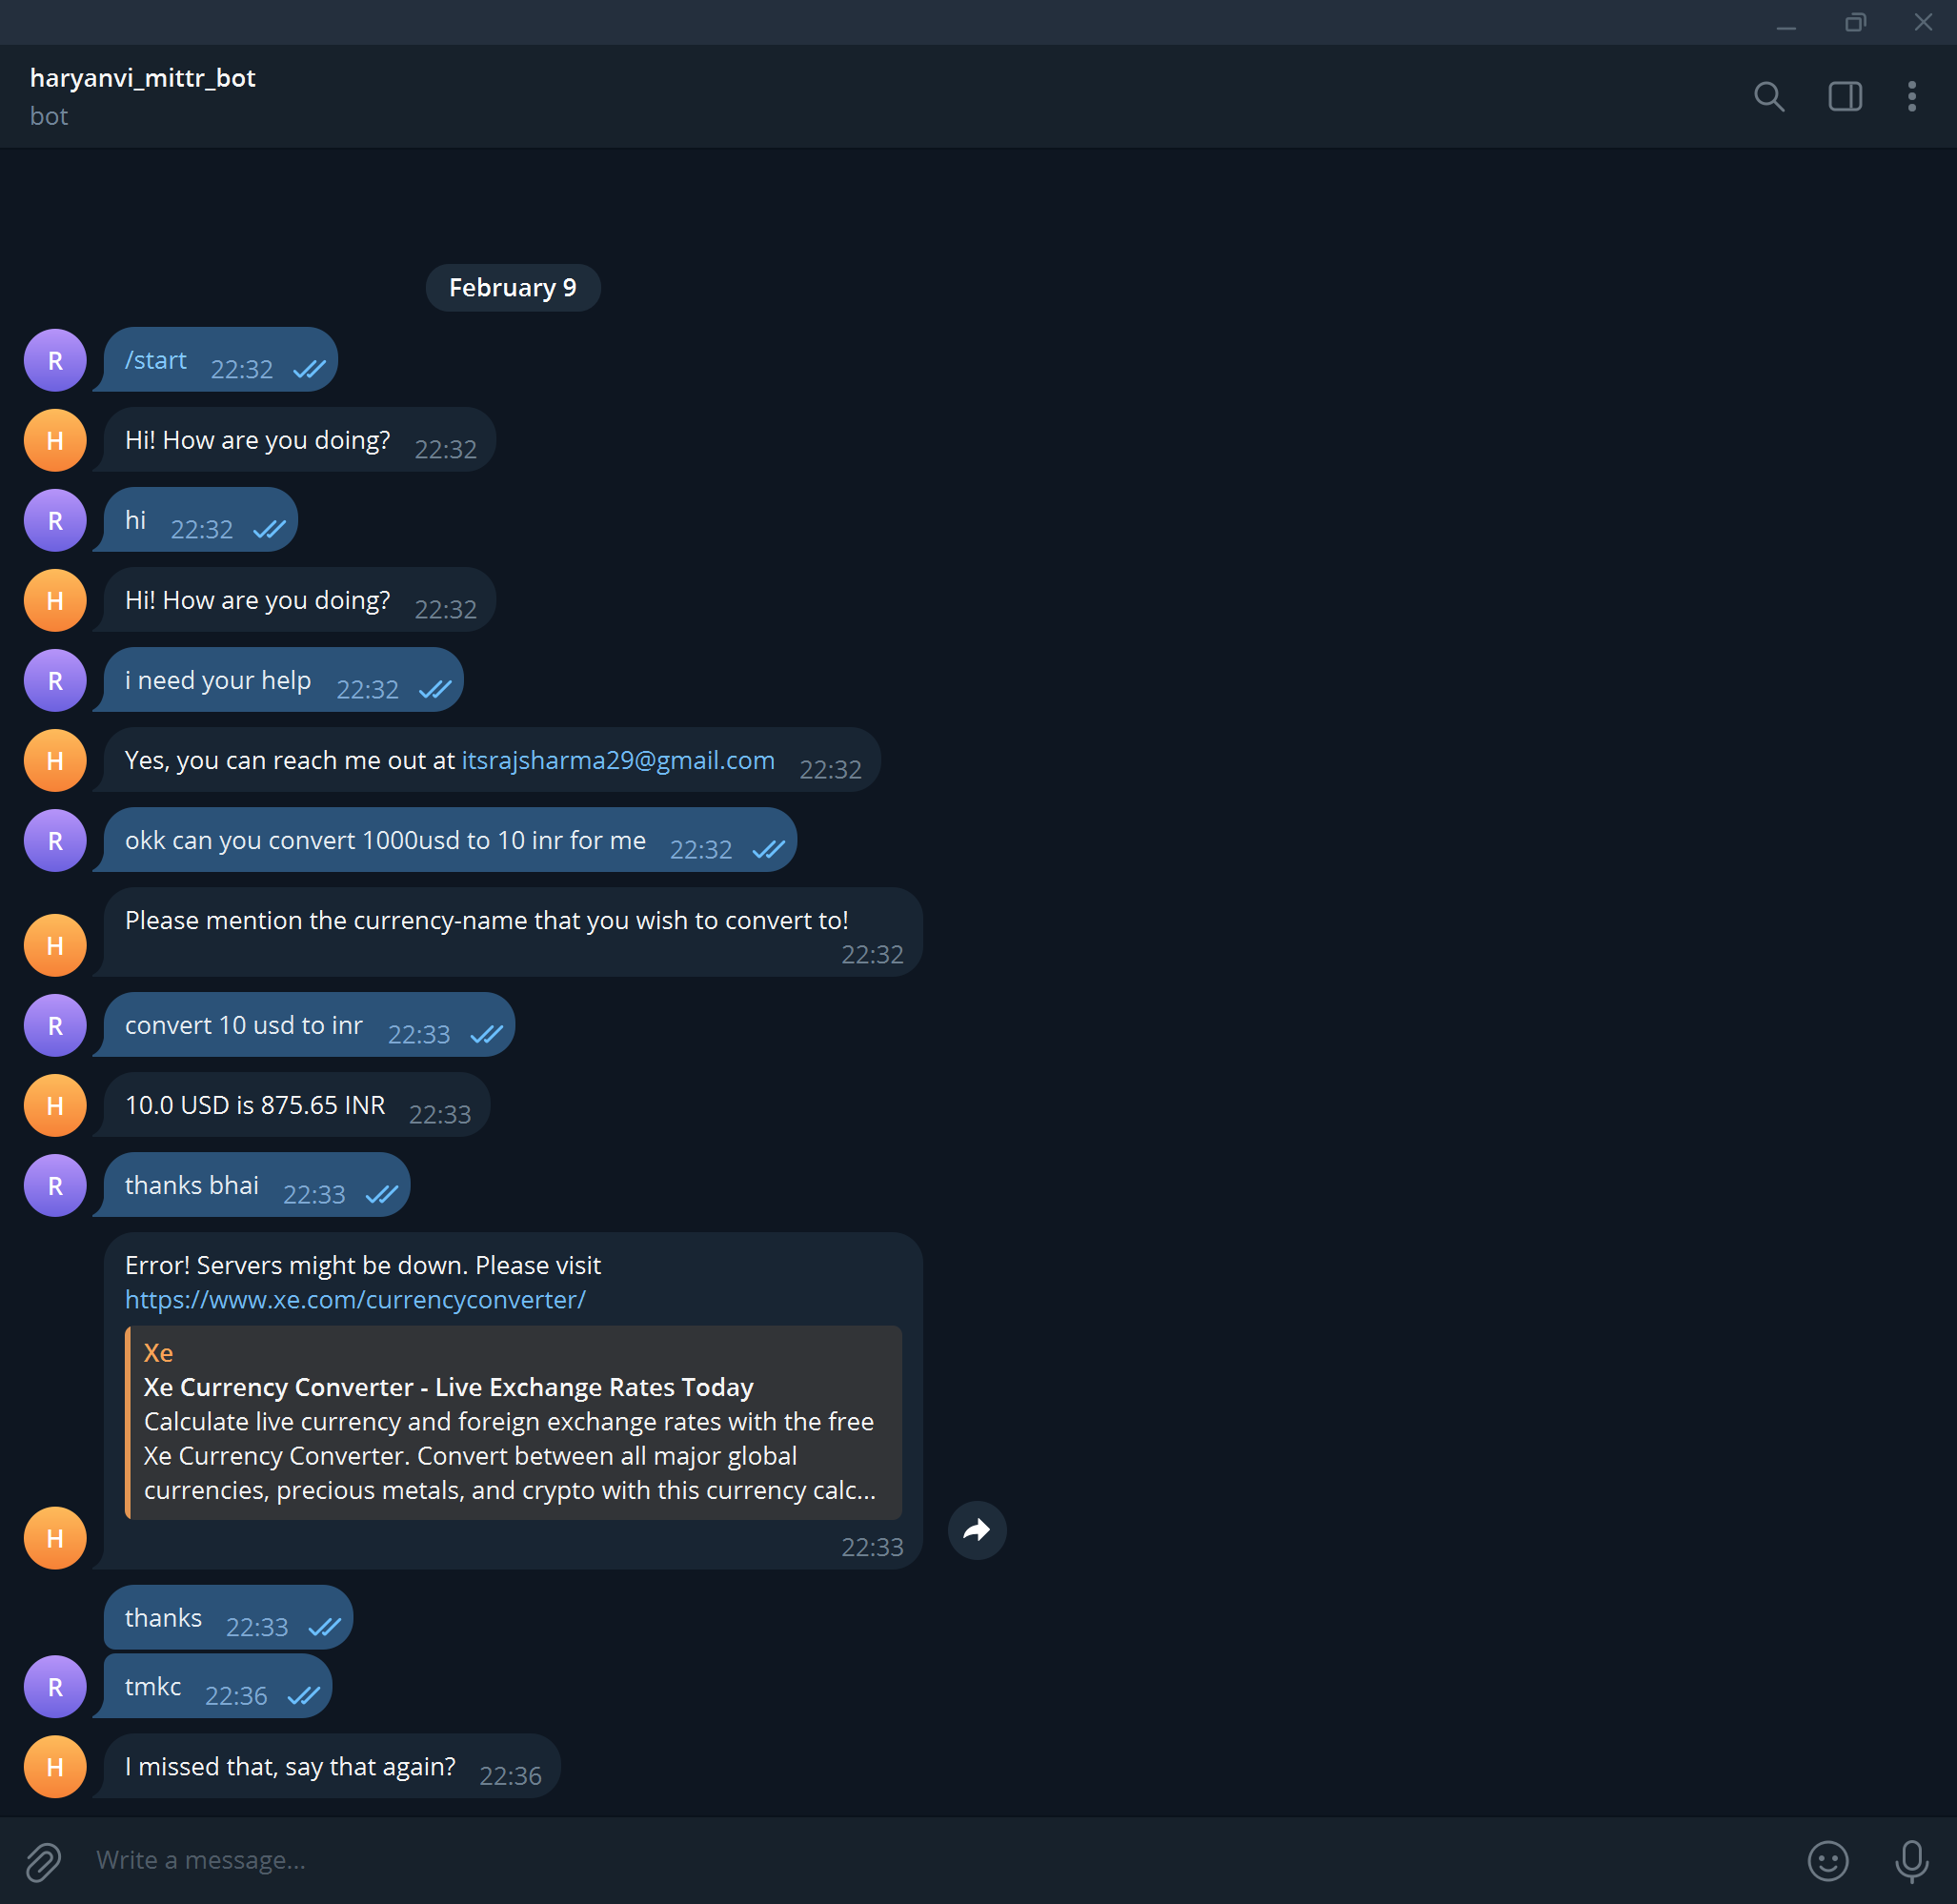 haryanvi_mittr_bot
bot
February 9
R
/start 22:32
H
Hi! How are you doing? 22:32
R
hi 22:32
H
Hi! How are you doing? 22:32
R
i need your help 22:32
H
Yes, you can reach me out at itsrajsharma29@gmail.com 22:32
R
okk can you convert 1000usd to 10 inr for me 22:32
Please mention the currency-name that you wish to convert to!
H
22:32
R
convert 10 usd to inr 22:33
H
10.0 USD is 875.65 INR 22:33
R
thanks bhai 22:33
Error! Servers might be down. Please visit
https://www.xe.com/currencyconverter/
Xe
Xe Currency Converter - Live Exchange Rates Today
Calculate live currency and foreign exchange rates with the free
Xe Currency Converter. Convert between all major global
currencies, precious metals, and crypto with this currency calc...
H
22:33
thanks 22:33
R
tmkc 22:36
H
I missed that, say that again? 22:36
Write a message...